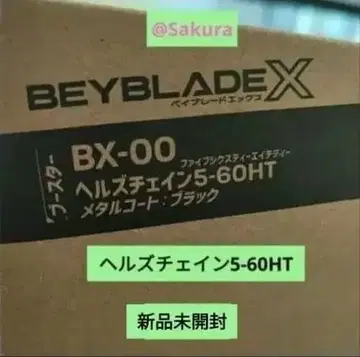 @Sakura
BEYBLADE X
ベイブレードエックス
ブースター
BX-00
ファイブシックスティーエイチティー
ヘルズチェイン5-60HT
メタルコート:ブラック
ヘルズチェイン5-60HT
新品未開封